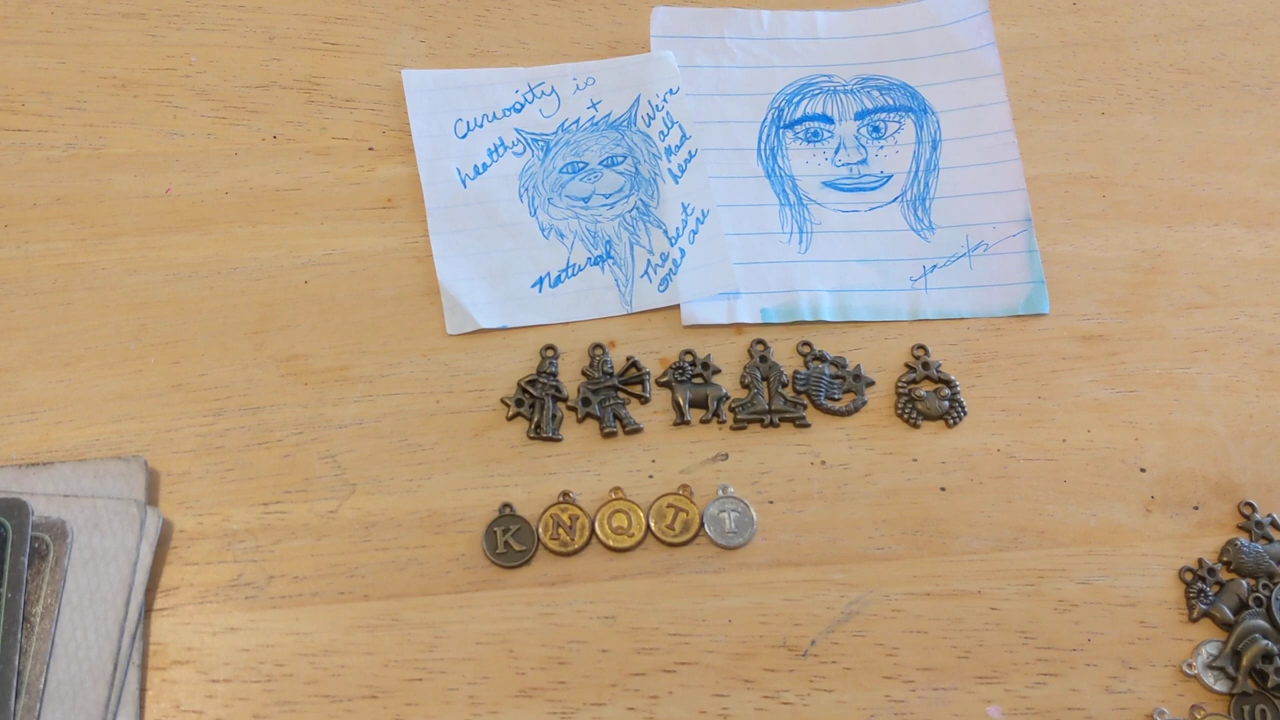 curiosity is
healthy +
Natural
We're
all
Mad
here
The best
ones are
K N Q T T